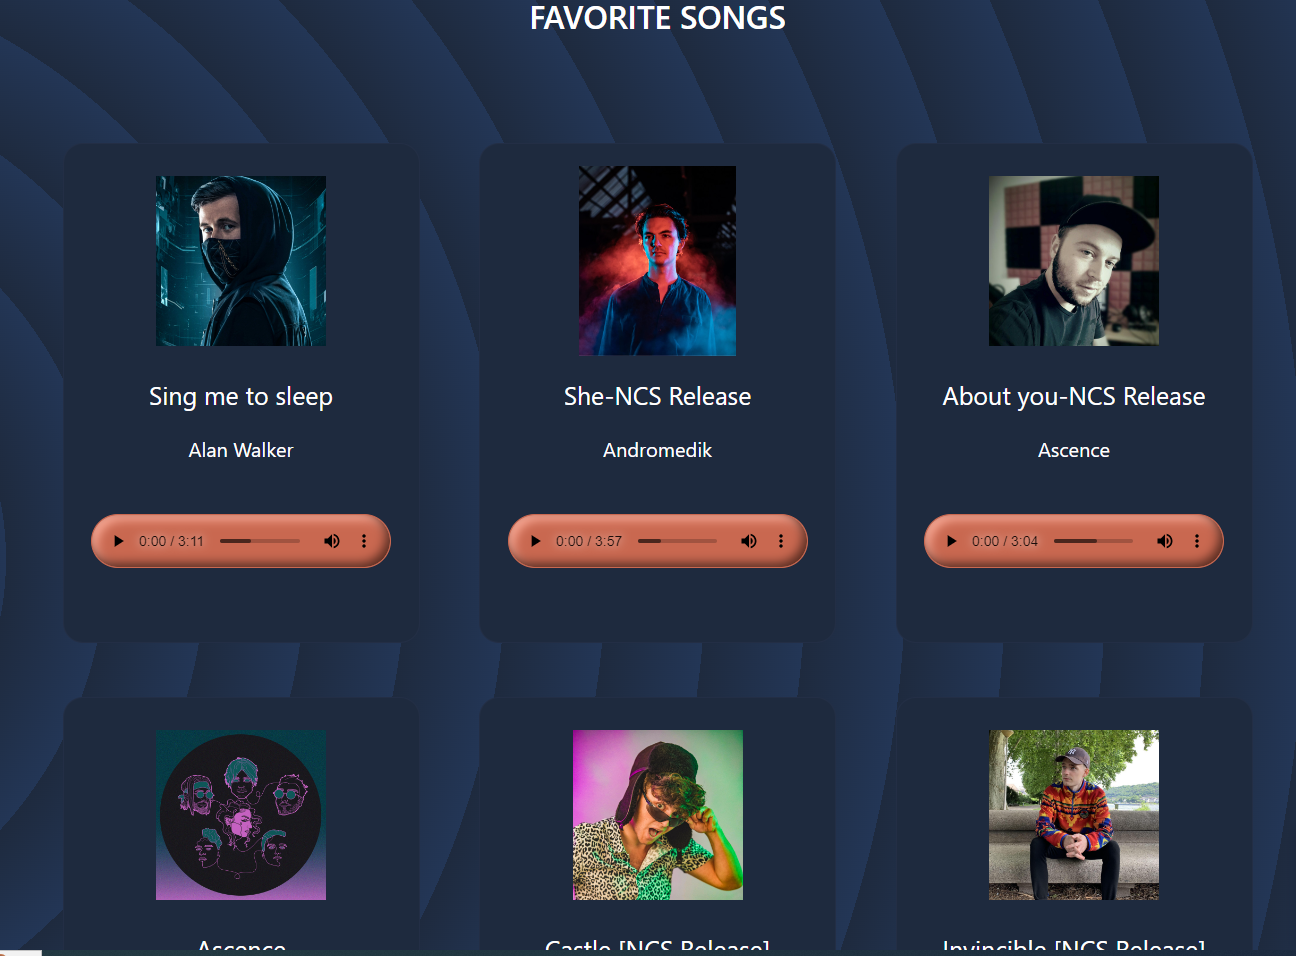 FAVORITE SONGS
Sing me to sleep
Alan Walker
0:00 / 3:11
She-NCS Release
Andromedik
0:00 / 3:57
About you-NCS Release
Ascence
0:00 / 3:04
Ascence
Castle [NCS Release]
Invincible [NCS Release]